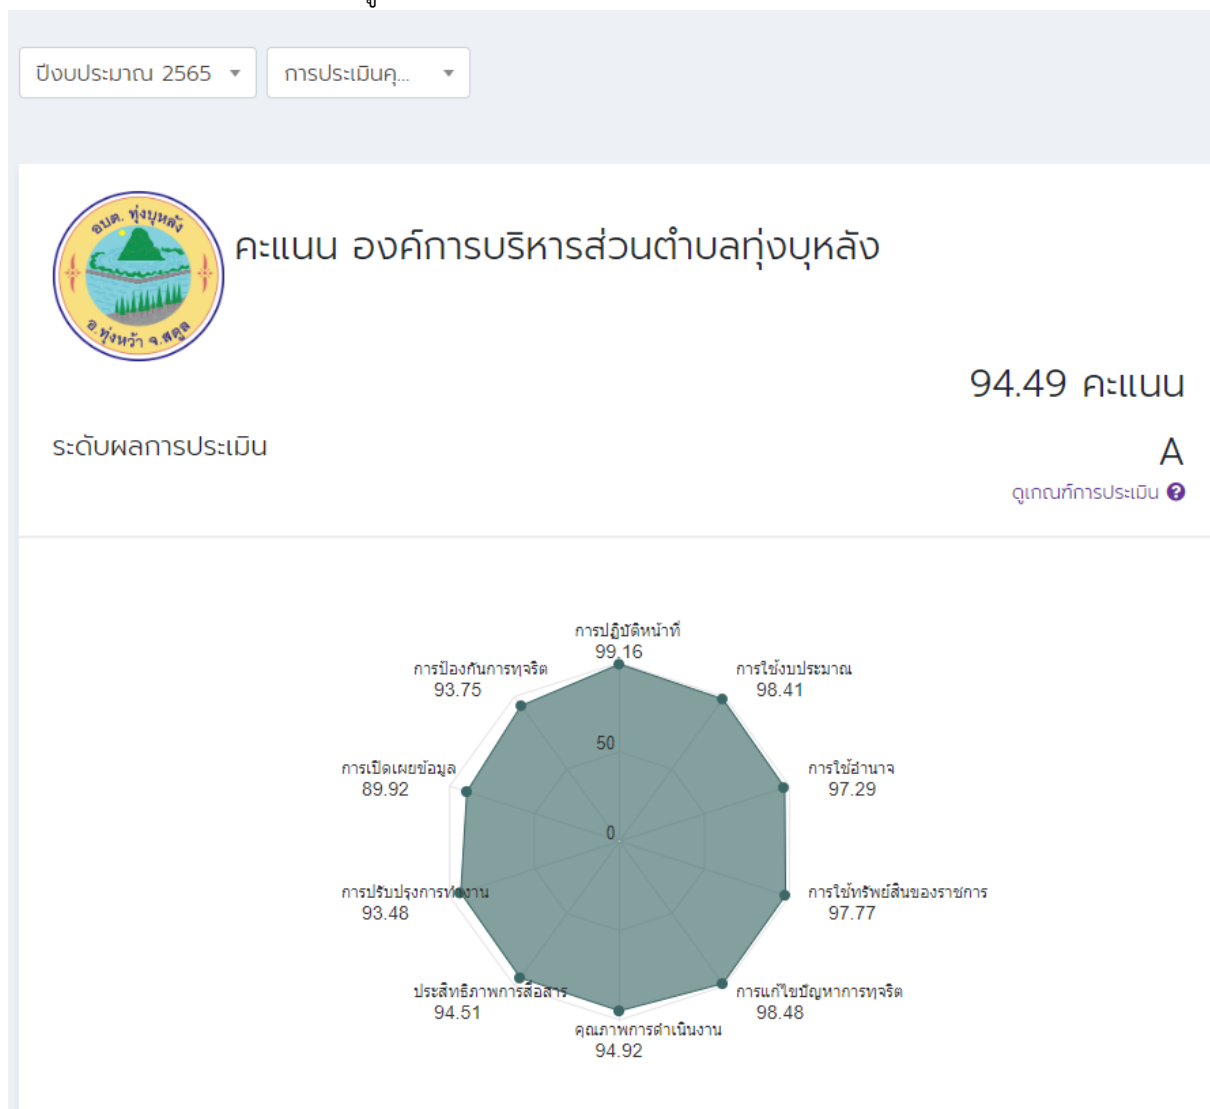 ปีงบประมาณ 2565
การประเมินคุ...
อบต. ทุ่งบุหลัง
อ.ทุ่งหว้า จ.สตูล
คะแนน องค์การบริหารส่วนตำบลทุ่งบุหลัง
94.49 คะแนน
ระดับผลการประเมิน
A
ดูเกณฑ์การประเมิน
การปฏิบัติหน้าที่
99.16
การป้องกันการทุจริต
93.75
การใช้งบประมาณ
98.41
50
การเปิดเผยข้อมูล
89.92
การใช้อำนาจ
97.29
0
การปรับปรุงการทำงาน
93.48
การใช้ทรัพย์สินของราชการ
97.77
ประสิทธิภาพการสื่อสาร
94.51
การแก้ไขปัญหาการทุจริต
98.48
คุณภาพการดำเนินงาน
94.92